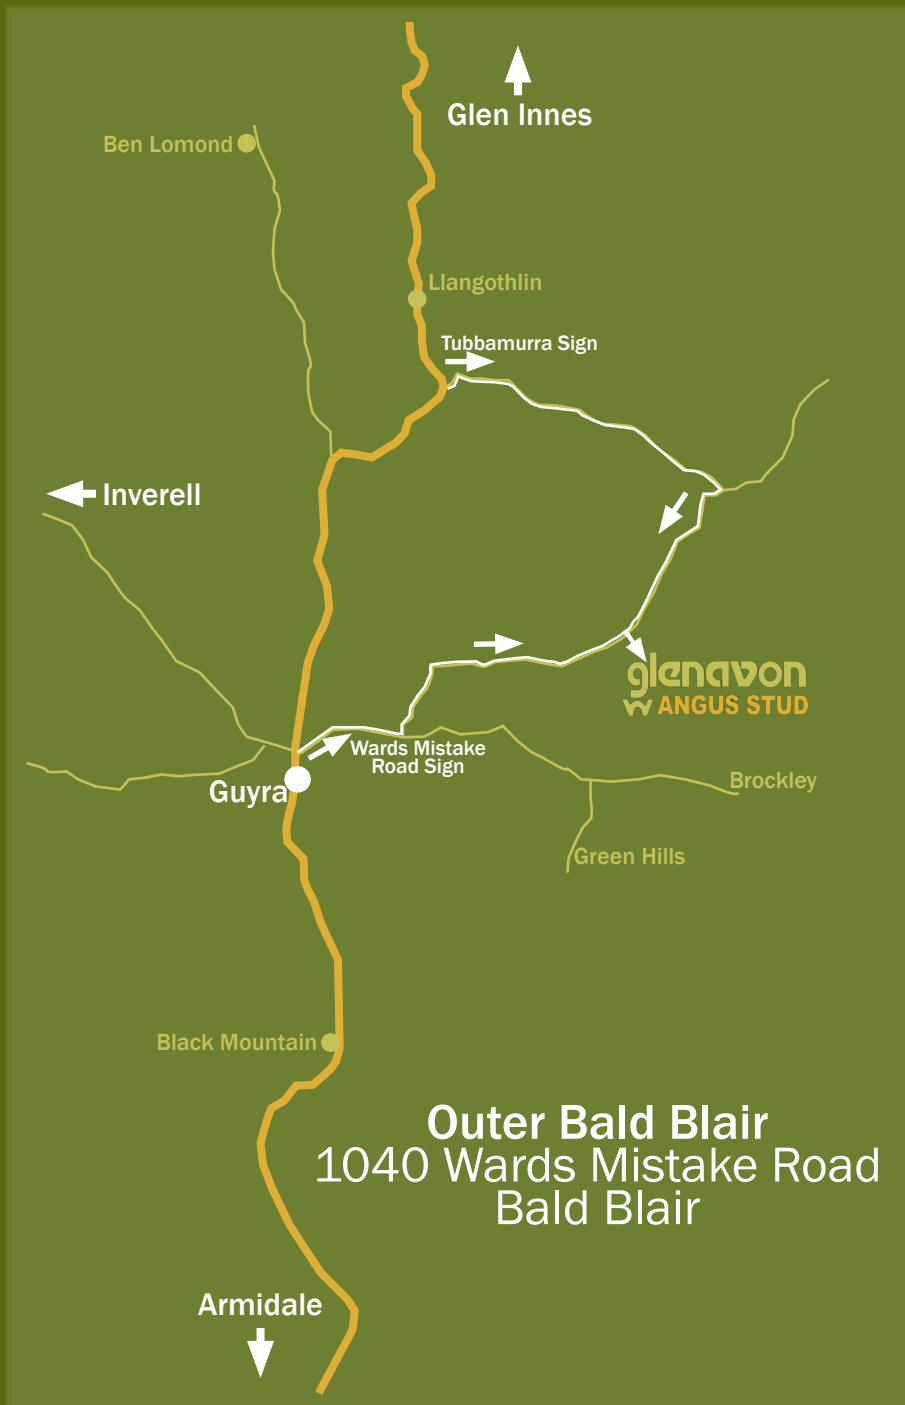 Glen Innes
Ben Lomond
Llangothlin
Tubbamurra Sign
Inverell
glenavon
ANGUS STUD
Wards Mistake
Road Sign
Guyra
Brockley
Green Hills
Black Mountain
Outer Bald Blair
1040 Wards Mistake Road
Bald Blair
Armidale